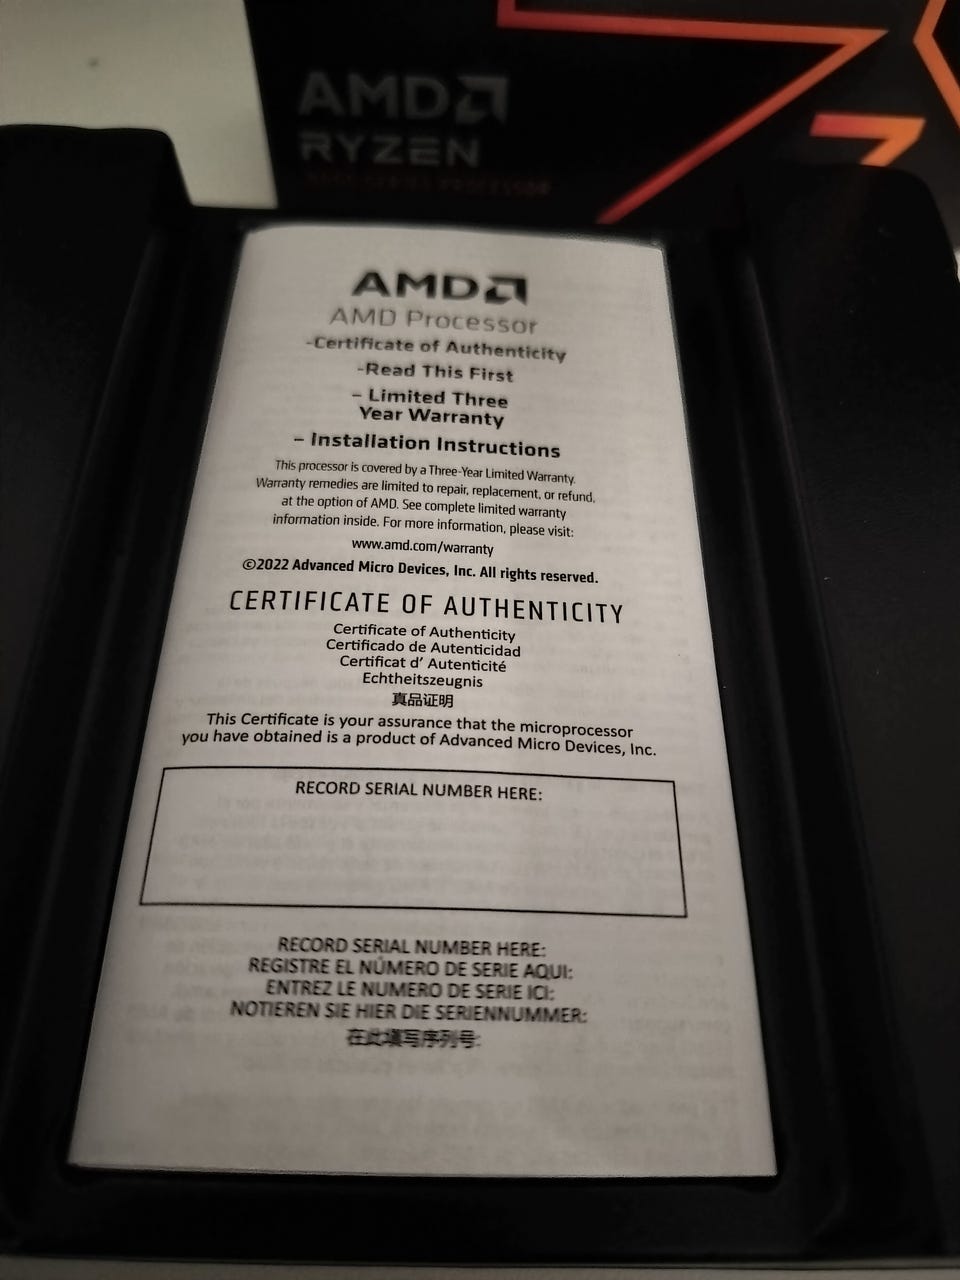 AMD
RYZEN
7
AMD
AMD Processor
-Certificate of Authenticity
-Read This First
– Limited Three
Year Warranty
– Installation Instructions
This processor is covered by a Three-Year Limited Warranty.
Warranty remedies are limited to repair, replacement, or refund,
at the option of AMD. See complete limited warranty
information inside. For more information, please visit:
www.amd.com/warranty
©2022 Advanced Micro Devices, Inc. All rights reserved.
CERTIFICATE OF AUTHENTICITY
Certificate of Authenticity
Certificado de Autenticidad
Certificat d’ Autenticité
Echtheitszeugnis
真品证明
This Certificate is your assurance that the microprocessor
you have obtained is a product of Advanced Micro Devices, Inc.
RECORD SERIAL NUMBER HERE:
RECORD SERIAL NUMBER HERE:
REGISTRE EL NÚMERO DE SERIE AQUI:
ENTREZ LE NUMERO DE SERIE ICI:
NOTIEREN SIE HIER DIE SERIENNUMMER:
在此填写序列号: